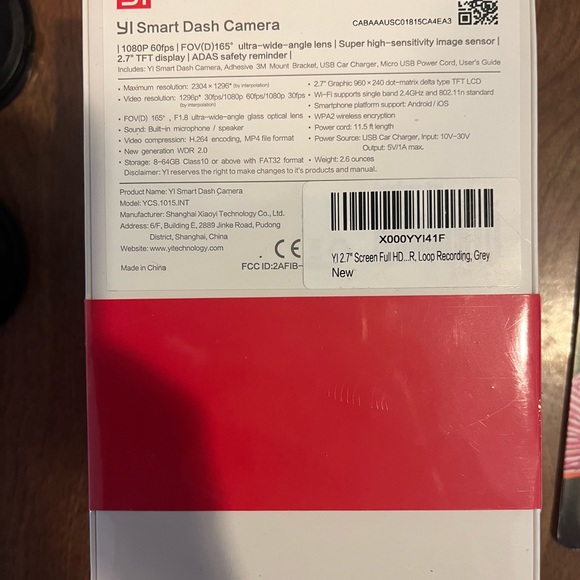 YI
YI Smart Dash Camera
CABAAAUSC01815CA4EA3
| 1080P 60fps | FOV(D)165° ultra-wide-angle lens | Super high-sensitivity image sensor |
2.7" TFT display | ADAS safety reminder |
Includes: YI Smart Dash Camera, Adhesive 3M Mount Bracket, USB Car Charger, Micro USB Power Cord, User's Guide
• Maximum resolution: 2304 × 1296* (by interpolation)
• Video resolution: 1296p* 30fps/1080p 60fps/1080p 30fps
(by interpolation)
• FOV(D) 165° , F1.8 ultra-wide-angle glass optical lens
• Sound: Built-in microphone / speaker
• Video compression: H.264 encoding, MP4 file format
• New generation WDR 2.0
• Storage: 8-64GB Class10 or above with FAT32 format
• 2.7" Graphic 960×240 dot-matrix delta type TFT LCD
• Wi-Fi supports single band 2.4GHz and 802.11n standard
• Smartphone platform support: Android / iOS
• WPA2 wireless encryption
• Power cord: 11.5 ft length
• Power Source: USB Car Charger, Input: 10V-30V
Output: 5V/1A max.
• Weight: 2.6 ounces
Disclaimer: YI reserves the right to make changes to it's products and manual.
Product Name: YI Smart Dash Camera
Model: YCS.1015.INT
Manufacturer: Shanghai Xiaoyi Technology Co., Ltd.
Address: 6/F, Building E, 2889 Jinke Road, Pudong
District, Shanghai, China
Website: www.yitechnology.com
Made in China
CE
FCC ID:2AFIB-
X000YYI41F
YI 2.7" Screen Full HD...R, Loop Recording, Grey
New